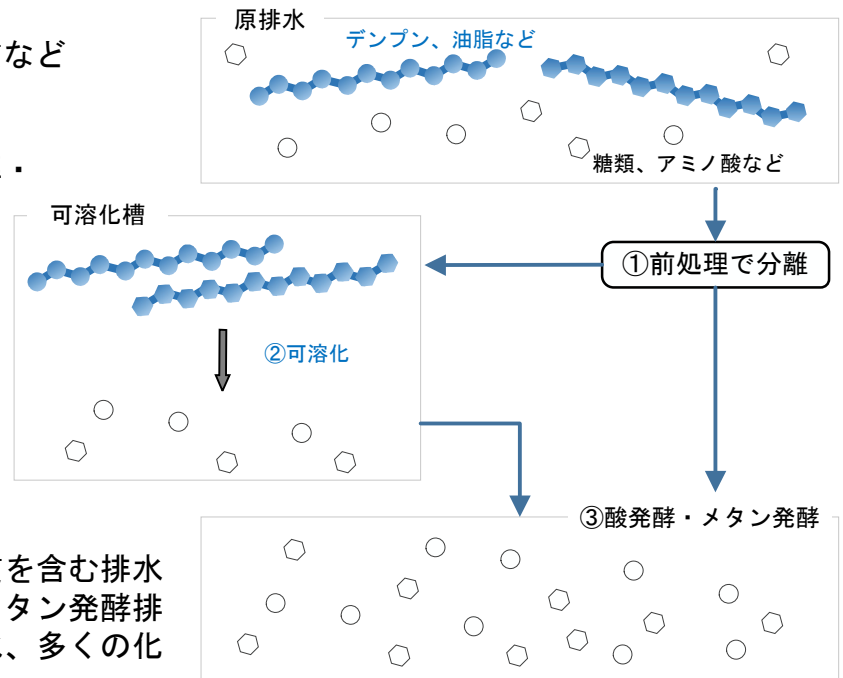 など
原排水
デンプン、油脂など
糖類、アミノ酸など
可溶化槽
①前処理で分離
②可溶化
③酸発酵・メタン発酵
を含む排水
タン発酵排
、多くの化